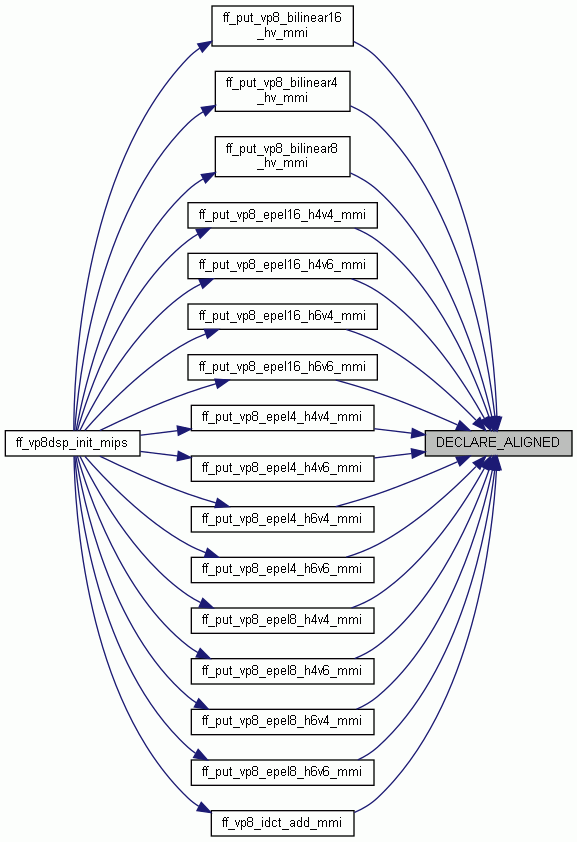 ff_put_vp8_bilinear16
_hv_mmi
ff_put_vp8_bilinear4
_hv_mmi
ff_put_vp8_bilinear8
_hv_mmi
ff_put_vp8_epel16_h4v4_mmi
ff_put_vp8_epel16_h4v6_mmi
ff_put_vp8_epel16_h6v4_mmi
ff_put_vp8_epel16_h6v6_mmi
ff_put_vp8_epel4_h4v4_mmi
ff_vp8dsp_init_mips
DECLARE_ALIGNED
ff_put_vp8_epel4_h4v6_mmi
ff_put_vp8_epel4_h6v4_mmi
ff_put_vp8_epel4_h6v6_mmi
ff_put_vp8_epel8_h4v4_mmi
ff_put_vp8_epel8_h4v6_mmi
ff_put_vp8_epel8_h6v4_mmi
ff_put_vp8_epel8_h6v6_mmi
ff_vp8_idct_add_mmi